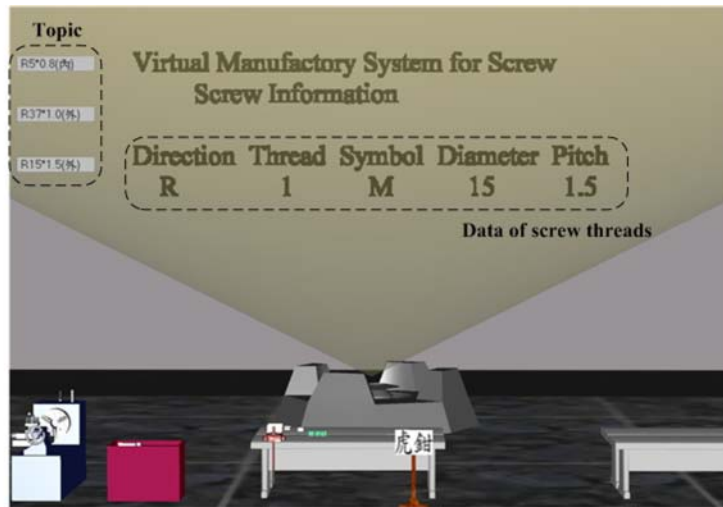 Topic
R5*0.8(內)
R37*1.0(外)
R15*1.5(外)
Virtual Manufactory System for Screw
Screw Information
Direction Thread Symbol Diameter Pitch
R 1 M 15 1.5
Data of screw threads
虎鉗